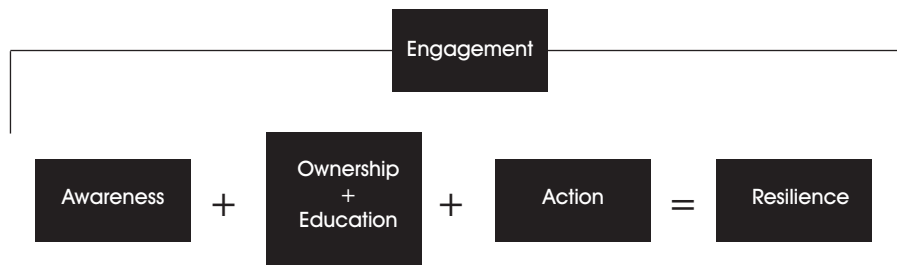 Engagement
Awareness + Ownership + Education + Action = Resilience